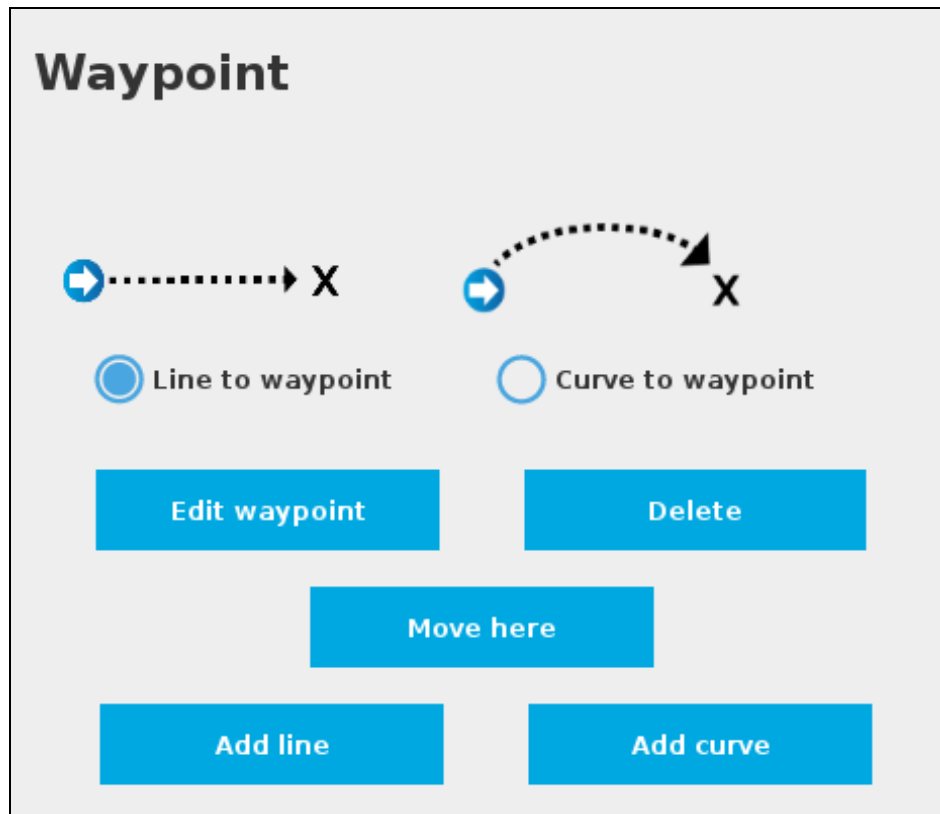 Waypoint
X
X
Line to waypoint
Curve to waypoint
Edit waypoint
Delete
Move here
Add line
Add curve